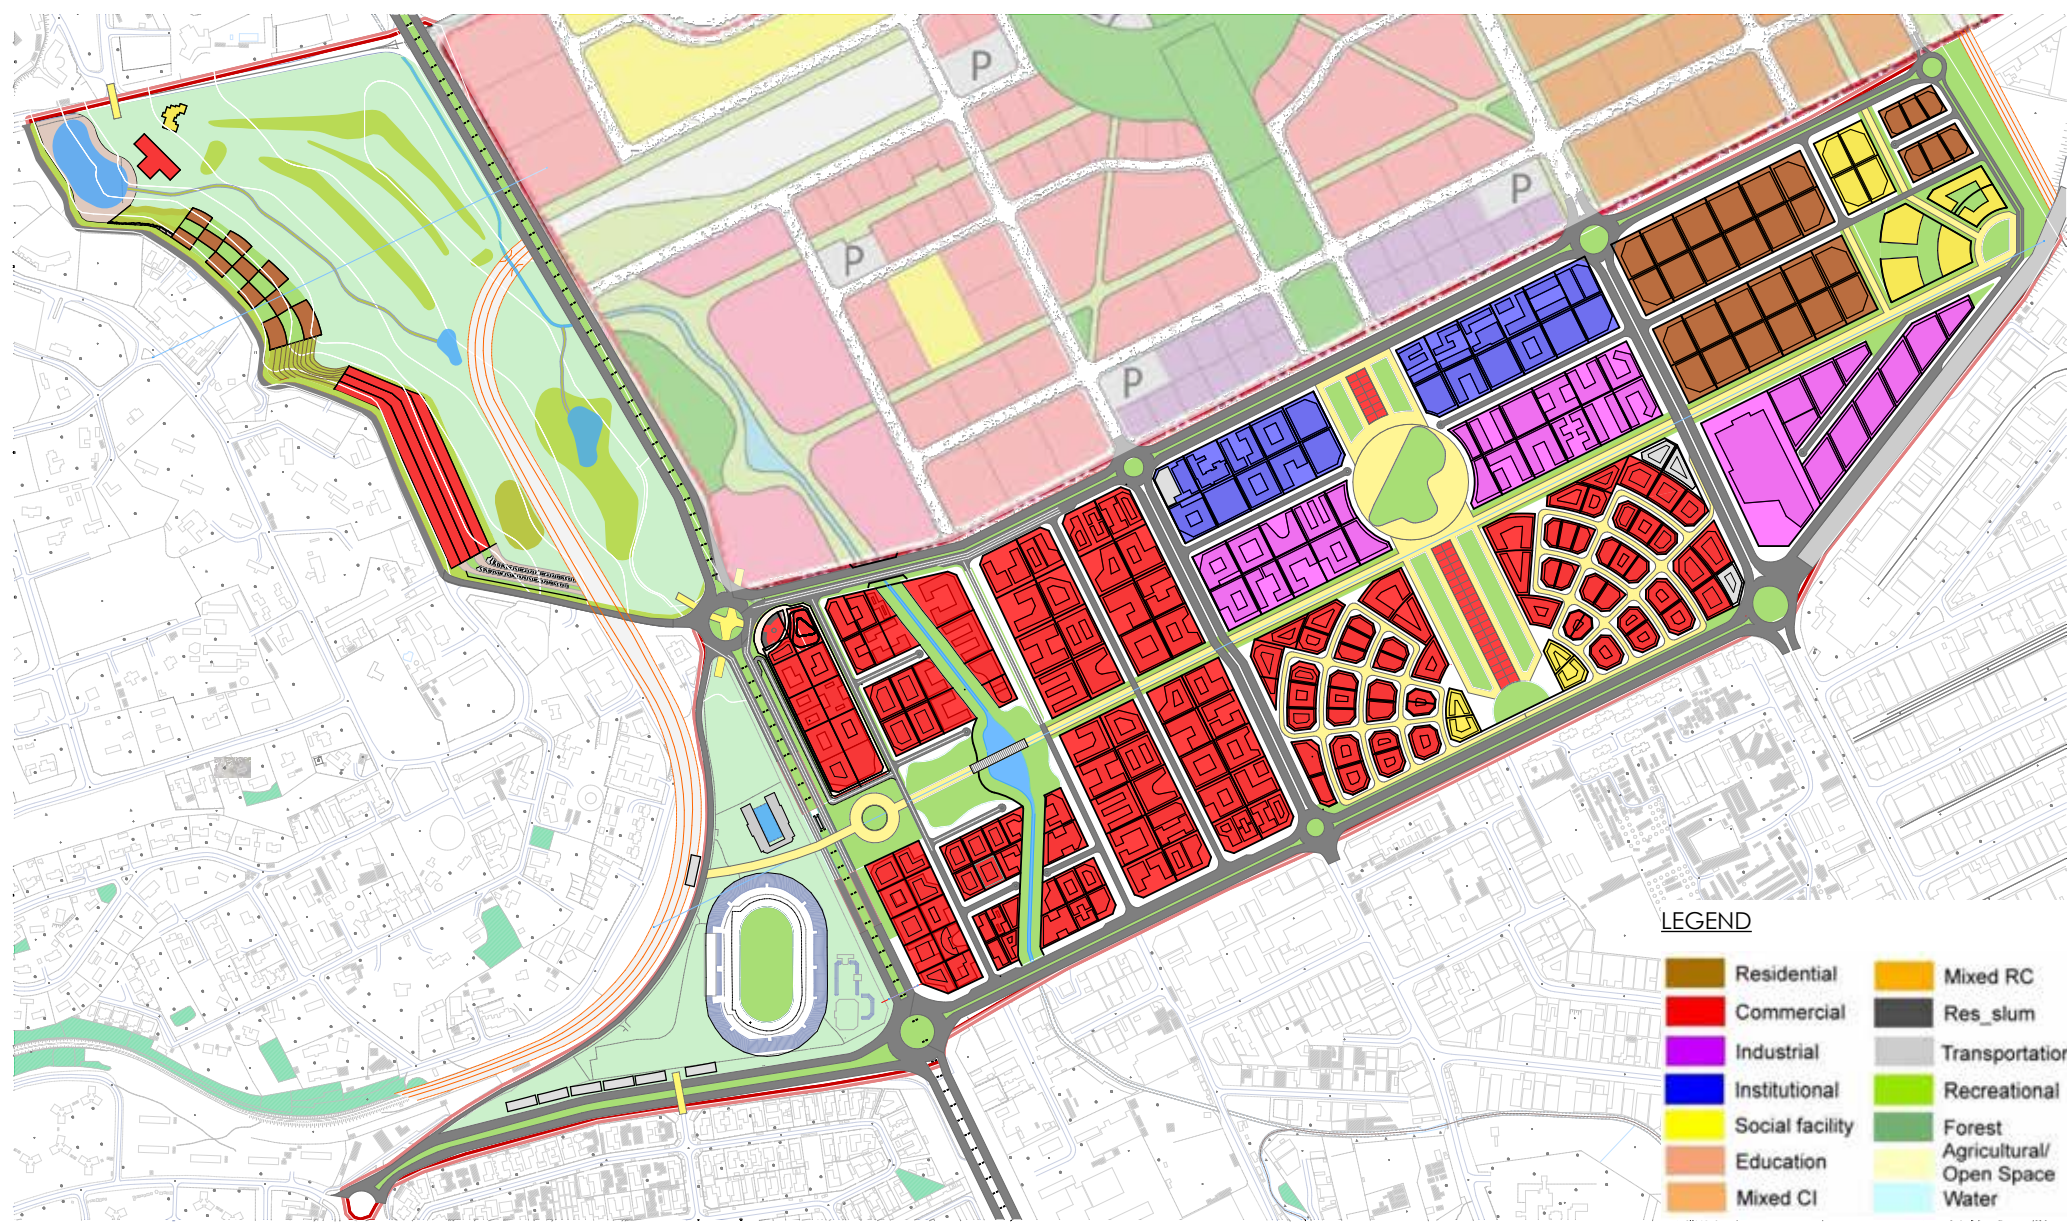 P
P
P
P
LEGEND
Residential
Commercial
Industrial
Institutional
Social facility
Education
Mixed CI
Mixed RC
Res_slum
Transportation
Recreational
Forest
Agricultural/
Open Space
Water